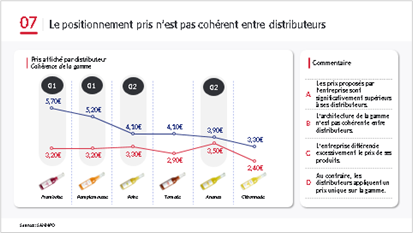 07
Le positionnement pris n'est pas cohérent entre distributeurs
Prix affiché par distributeur
Cohérence de la gamme
01
01
02
02
5,70€
5,20€
4,10€
4,10€
3,90€
3,30€
3,20€
3,20€
3,30€
2,90€
3,50€
2,40€
Pamplemousse
Poire
Tomate
Ananas
Citronnade
Commentaire
A
Les prix proposés par
l'entreprise sont
significativement supérieurs
à ses distributeurs.
B
L'architecture de la gamme
n'est pas cohérente entre
distributeurs.
C
L'entreprise différencie
excessivement le prix de ses
produits.
D
Au contraire, les
distributeurs appliquent un
prix unique sur la gamme.